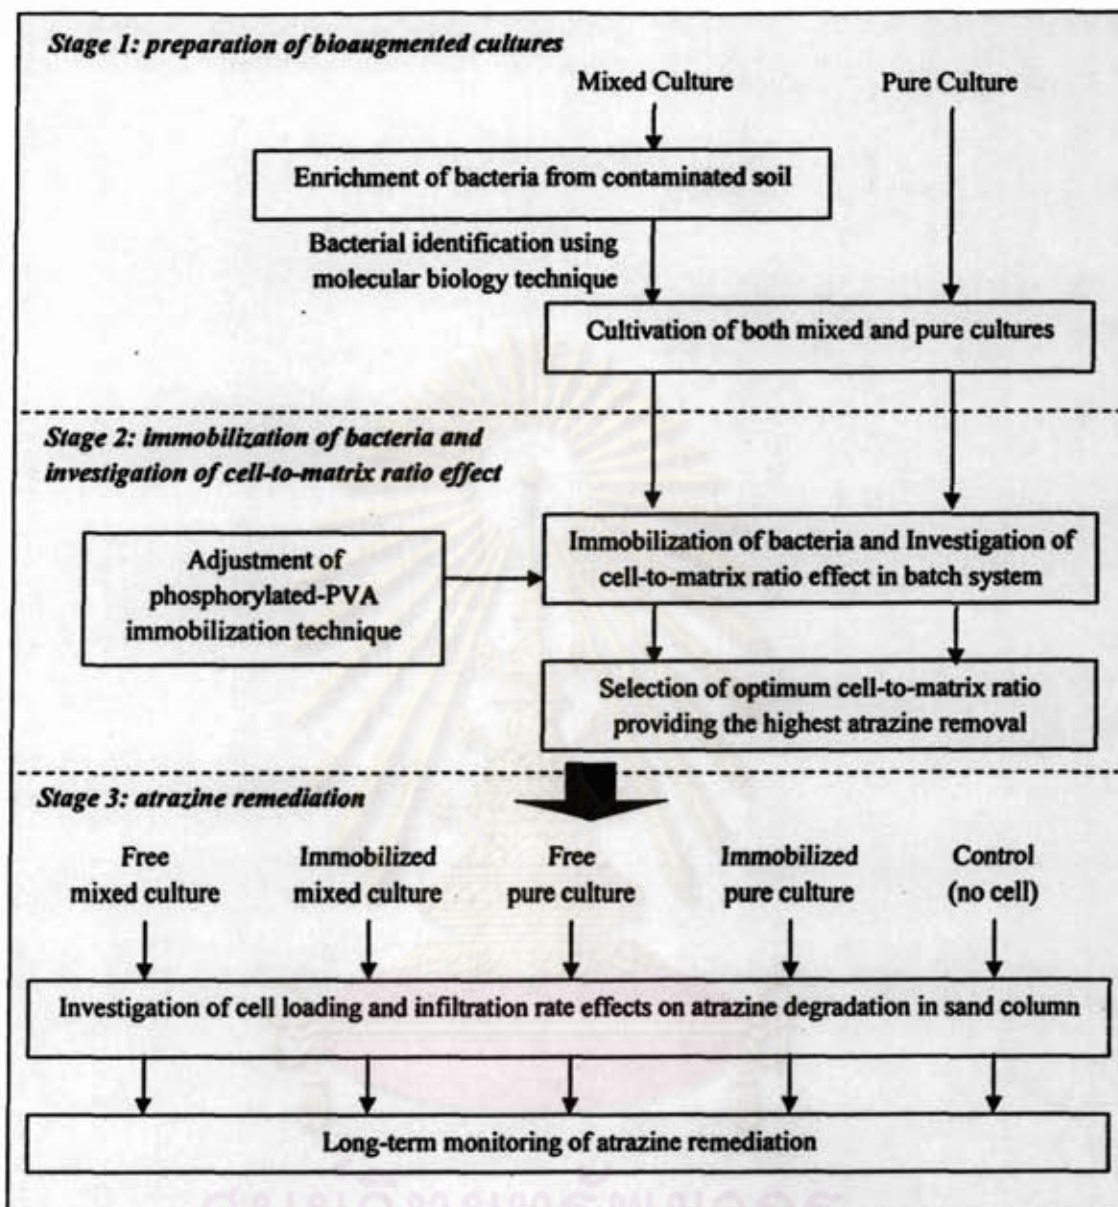 Stage 1: preparation of bioaugmented cultures
Mixed Culture
Pure Culture
Enrichment of bacteria from contaminated soil
Bacterial identification using
molecular biology technique
Cultivation of both mixed and pure cultures
Stage 2: immobilization of bacteria and
investigation of cell-to-matrix ratio effect
Adjustment of
phosphorylated-PVA
immobilization technique
Immobilization of bacteria and Investigation of
cell-to-matrix ratio effect in batch system
Selection of optimum cell-to-matrix ratio
providing the highest atrazine removal
Stage 3: atrazine remediation
Free
mixed culture
Immobilized
mixed culture
Free
pure culture
Immobilized
pure culture
Control
(no cell)
Investigation of cell loading and infiltration rate effects on atrazine degradation in sand column
Long-term monitoring of atrazine remediation